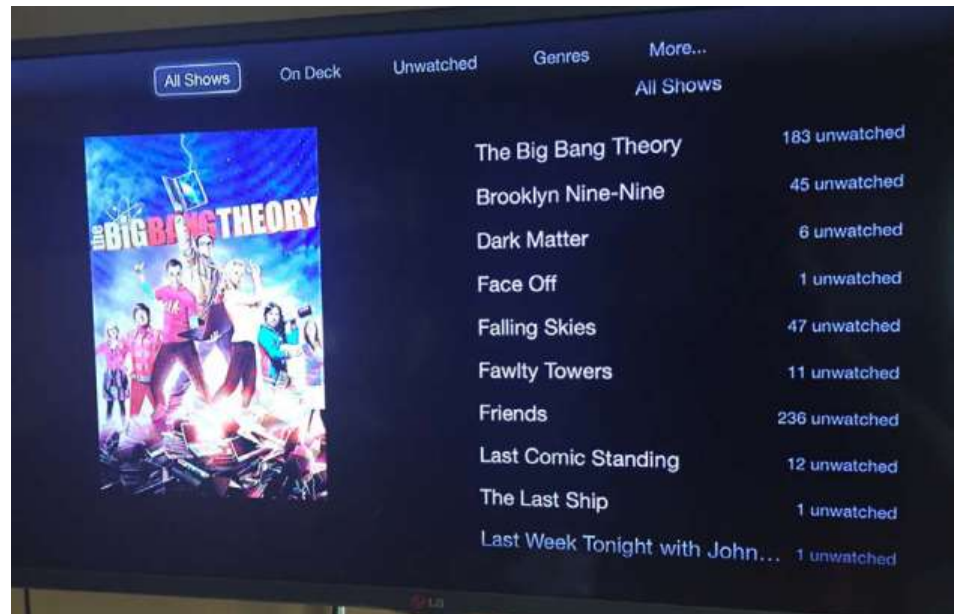 All Shows On Deck Unwatched Genres More...
All Shows
the BIG BANG THEORY
The Big Bang Theory 183 unwatched
Brooklyn Nine-Nine 45 unwatched
Dark Matter 6 unwatched
Face Off 1 unwatched
Falling Skies 47 unwatched
Fawlty Towers 11 unwatched
Friends 236 unwatched
Last Comic Standing 12 unwatched
The Last Ship 1 unwatched
Last Week Tonight with John... 1 unwatched
LG